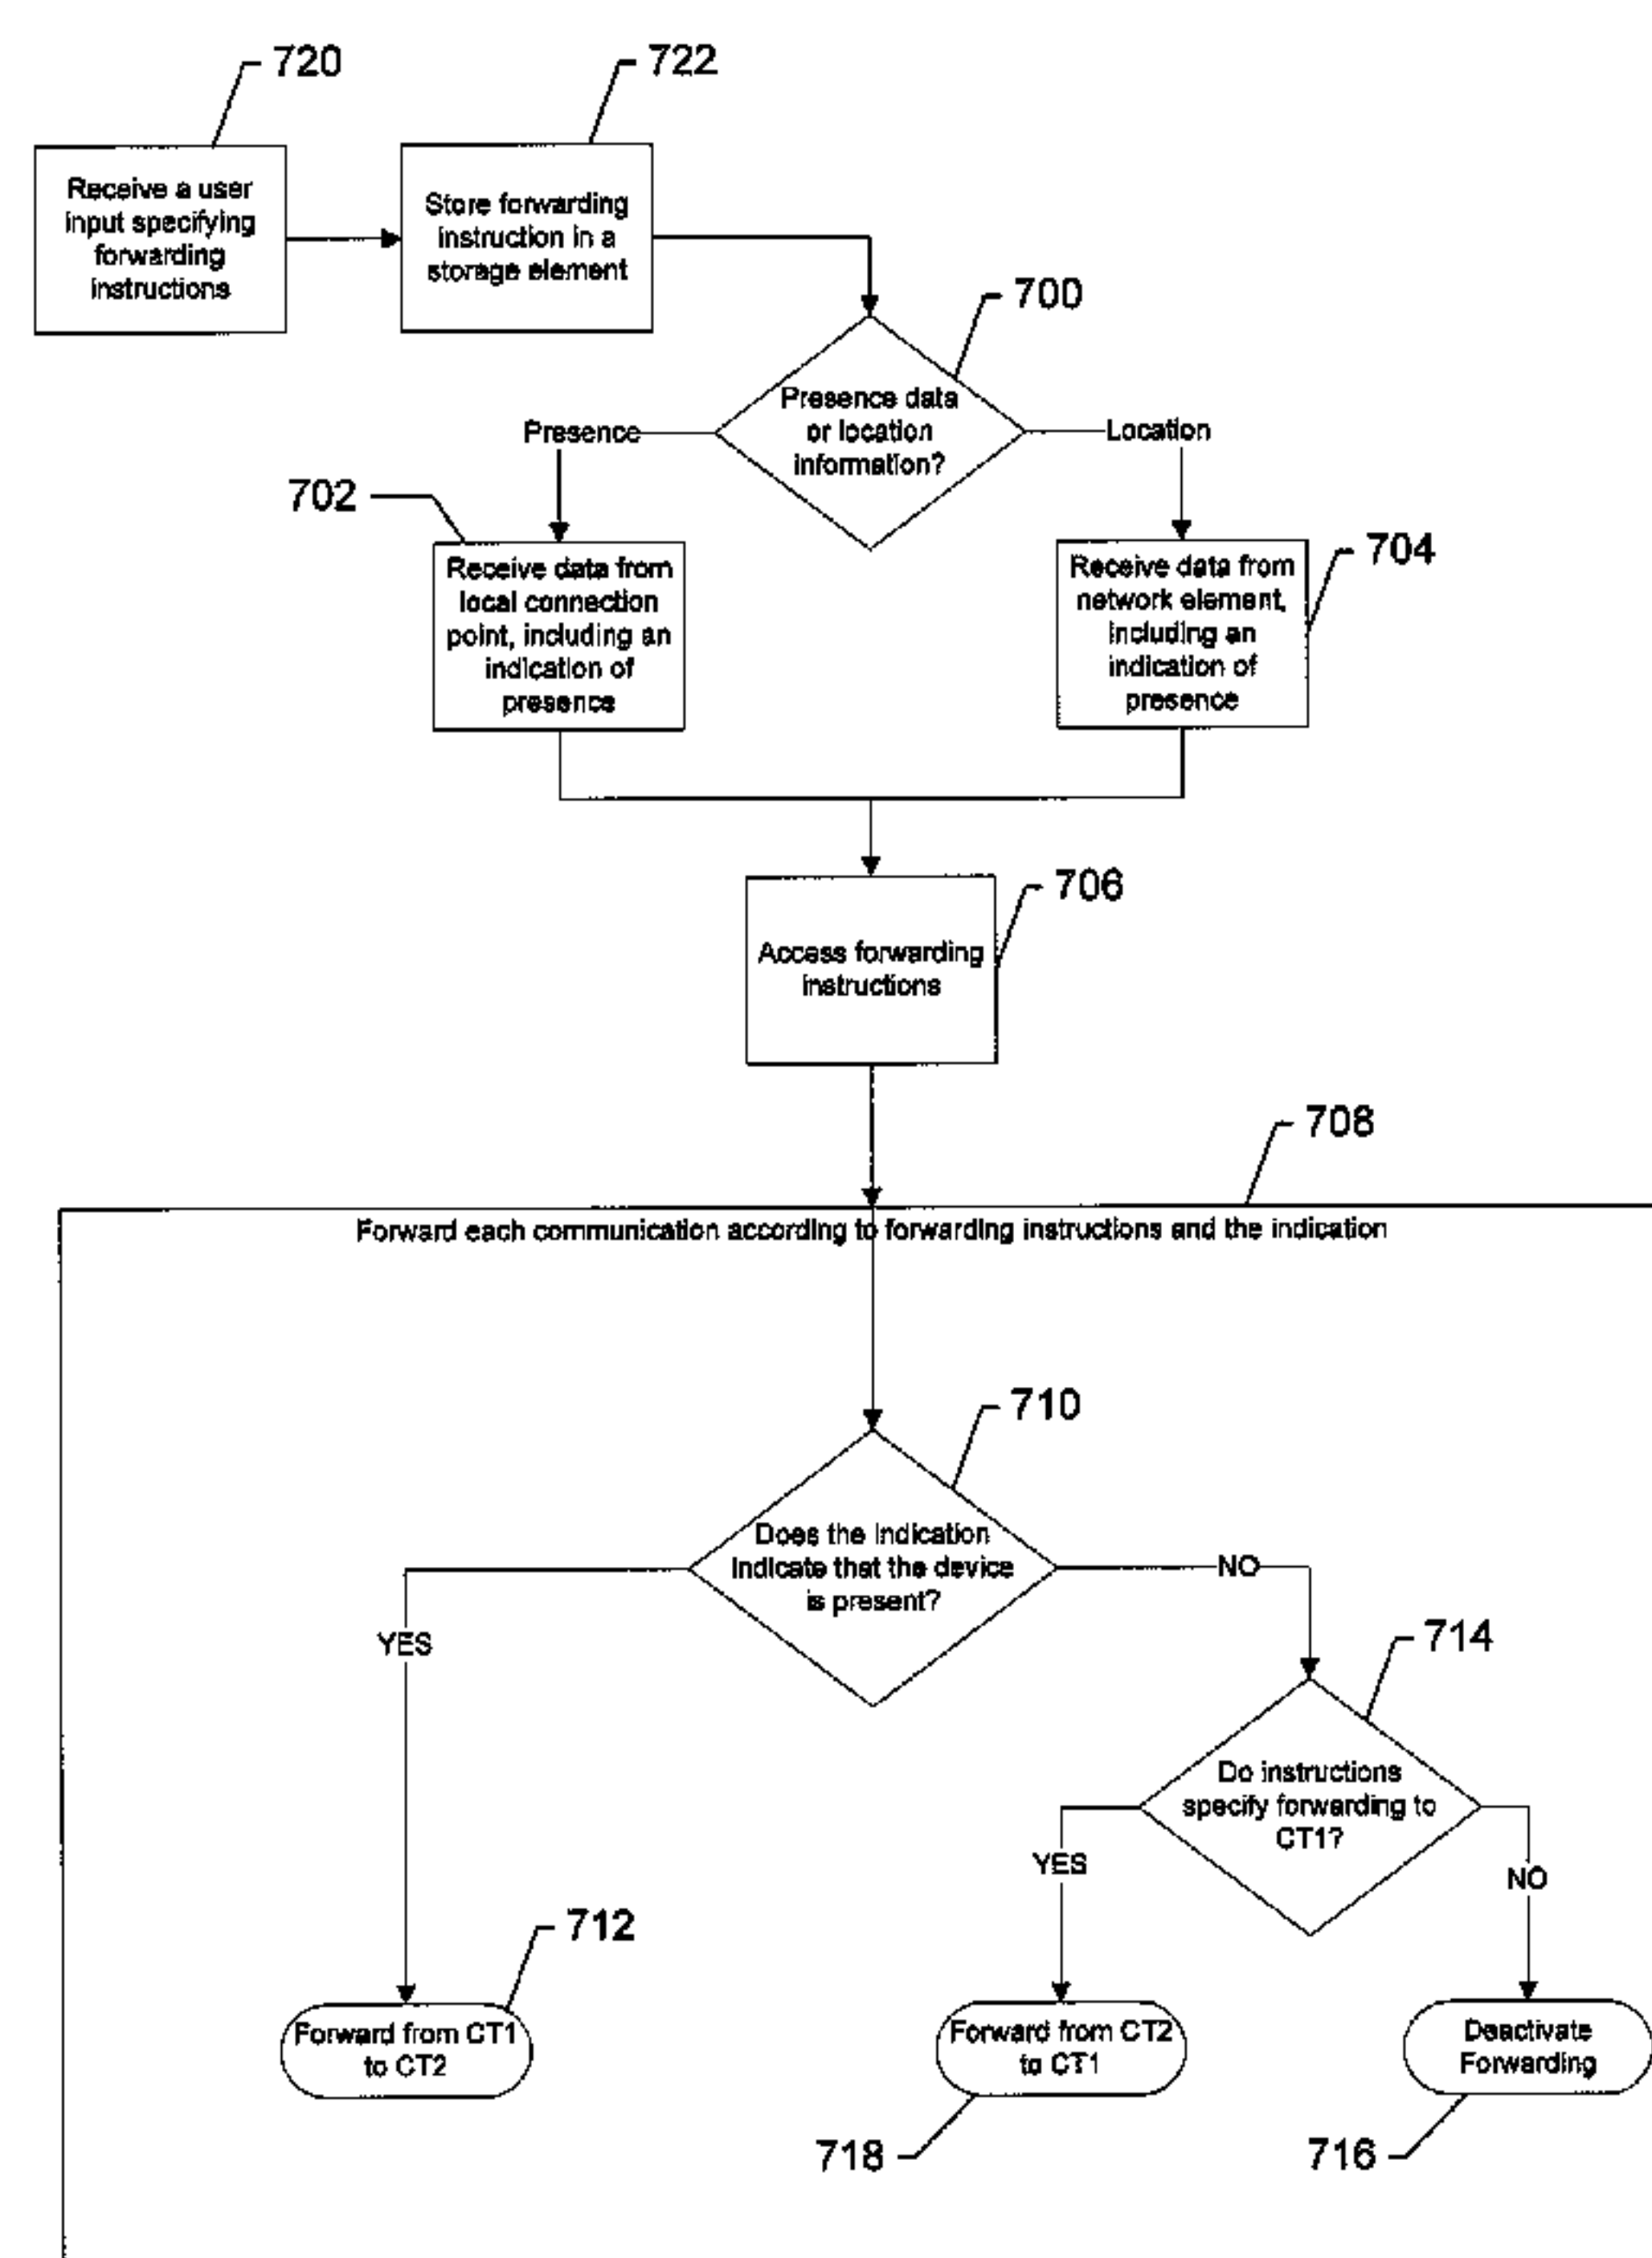 720
722
Receive a user
input specifying
forwarding
instructions
Store forwarding
instruction in a
storage element
700
Presence data
or location
information?
Presence
Location
702
704
Receive data from
local connection
point, including an
indication of
presence
Receive data from
network element,
including an
indication of
presence
706
Access forwarding
instructions
708
Forward each communication according to forwarding instructions and the indication
710
Does the indication
indicate that the device
is present?
YES
NO
714
Do instructions
specify forwarding to
CT1?
YES
NO
712
Forward from CT1
to CT2
Forward from CT2
to CT1
Deactivate
Forwarding
718
716